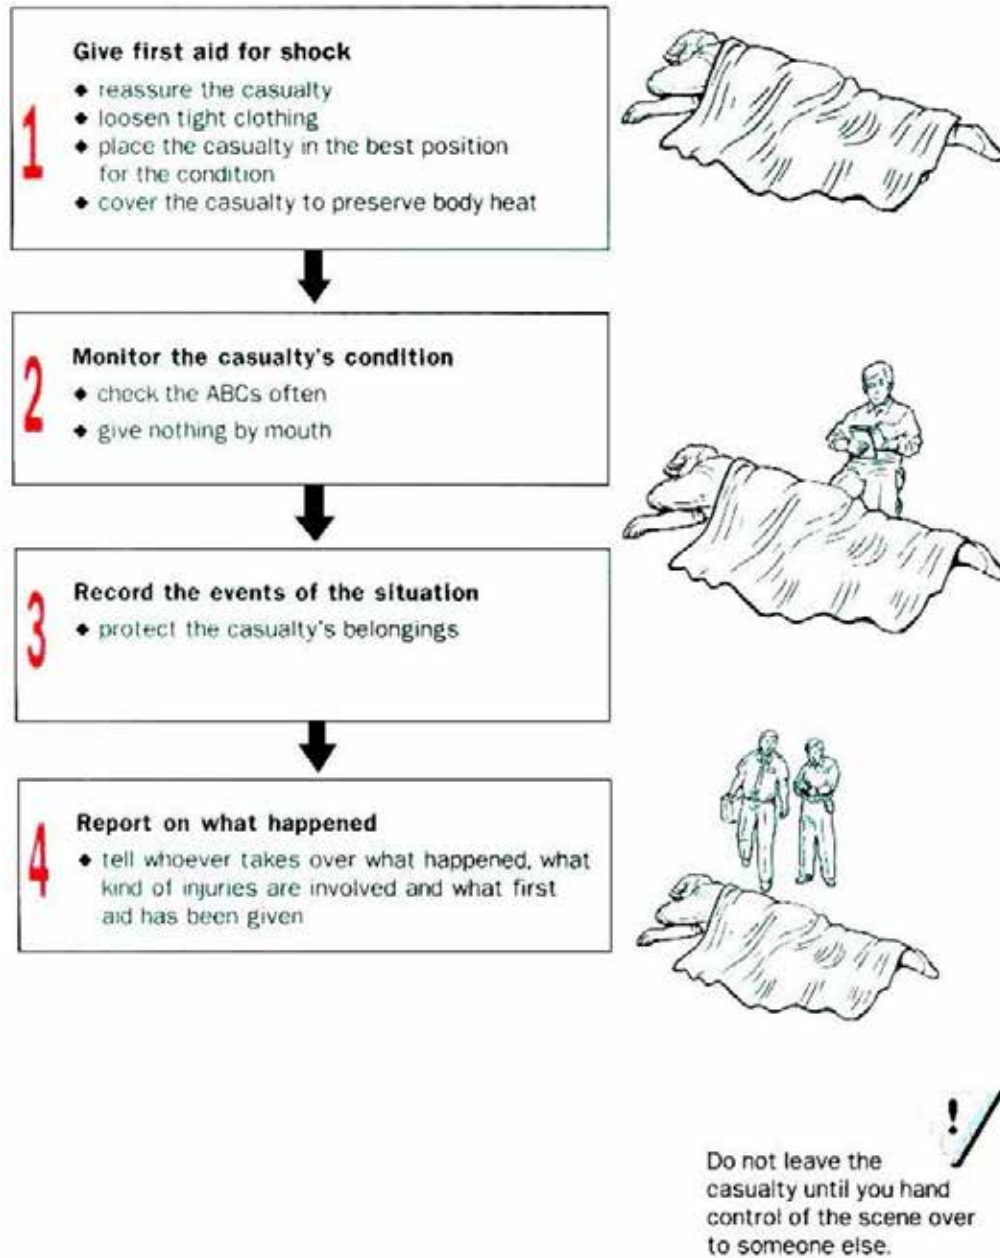 1
Give first aid for shock
◆ reassure the casualty
◆ loosen tight clothing
◆ place the casualty in the best position
for the condition
◆ cover the casualty to preserve body heat
2
Monitor the casualty's condition
◆ check the ABCs often
◆ give nothing by mouth
3
Record the events of the situation
◆ protect the casualty's belongings
4
Report on what happened
◆ tell whoever takes over what happened, what
kind of injuries are involved and what first
aid has been given
!
Do not leave the
casualty until you hand
control of the scene over
to someone else.